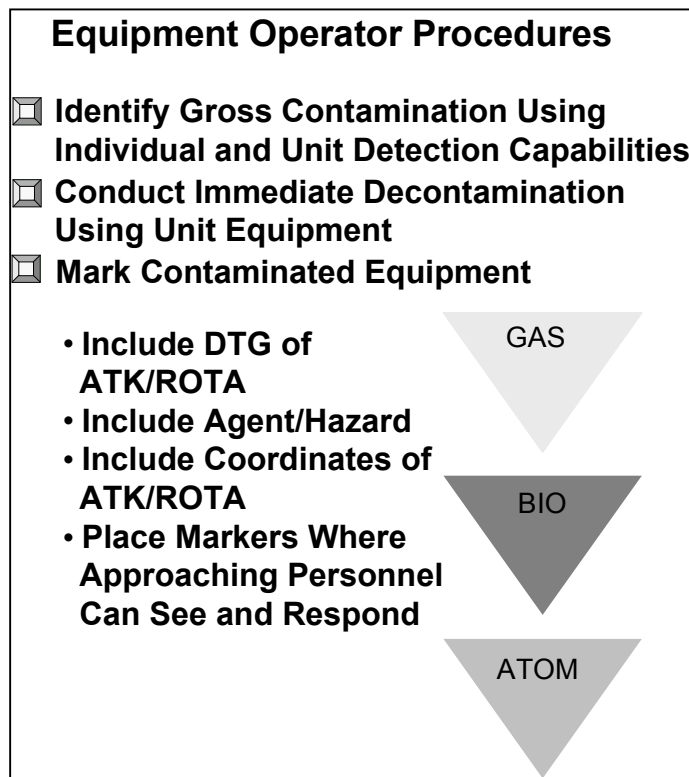 Equipment Operator Procedures
Identify Gross Contamination Using
Individual and Unit Detection Capabilities
Conduct Immediate Decontamination
Using Unit Equipment
Mark Contaminated Equipment
• Include DTG of
ATK/ROTA
• Include Agent/Hazard
• Include Coordinates of
ATK/ROTA
• Place Markers Where
Approaching Personnel
Can See and Respond
GAS
BIO
ATOM